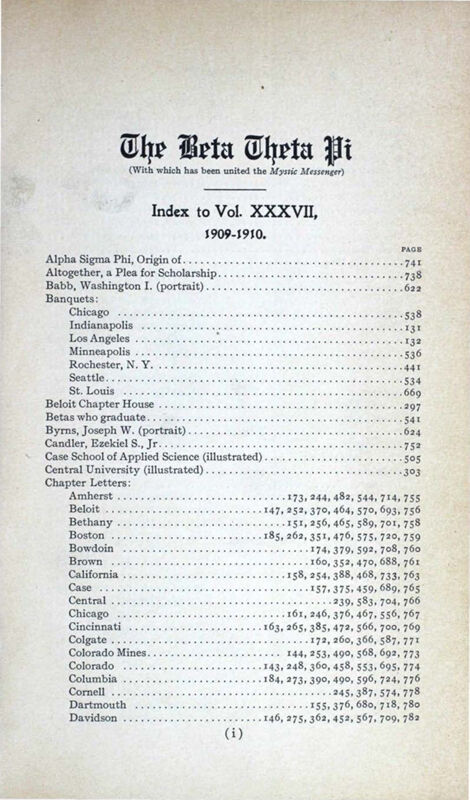 The Beta Theta Pi
(With which has been united the Mystic Messenger)
Index to Vol. XXXVII,
1909-1910.
PAGE
Alpha Sigma Phi, Origin of........741
Altogether, a Plea for Scholarship........738
Babb, Washington I. (portrait)........622
Banquets:
Chicago........538
Indianapolis........131
Los Angeles........132
Minneapolis........536
Rochester, N. Y.........441
Seattle........534
St. Louis........669
Beloit Chapter House........297
Betas who graduate........541
Byrns, Joseph W. (portrait)........624
Candler, Ezekiel S., Jr........752
Case School of Applied Science (illustrated)........505
Central University (illustrated)........303
Chapter Letters:
Amherst........173, 244, 482, 544, 714, 755
Beloit........147, 252, 370, 464, 570, 693, 756
Bethany........151, 256, 465, 589, 701, 758
Boston........185, 262, 351, 476, 575, 720, 759
Bowdoin........174, 379, 592, 708, 760
Brown........160, 352, 470, 688, 761
California........158, 254, 388, 468, 733, 763
Case........157, 375, 459, 689, 765
Central........239, 583, 704, 766
Chicago........161, 246, 376, 467, 556, 767
Cincinnati........163, 265, 385, 472, 566, 700, 769
Colgate........172, 260, 366, 587, 771
Colorado Mines........144, 253, 490, 568, 692, 773
Colorado........143, 248, 360, 458, 553, 695, 774
Columbia........184, 273, 390, 490, 596, 724, 776
Cornell........245, 387, 574, 778
Dartmouth........155, 376, 680, 718, 780
Davidson........146, 275, 362, 452, 567, 709, 782
(i)